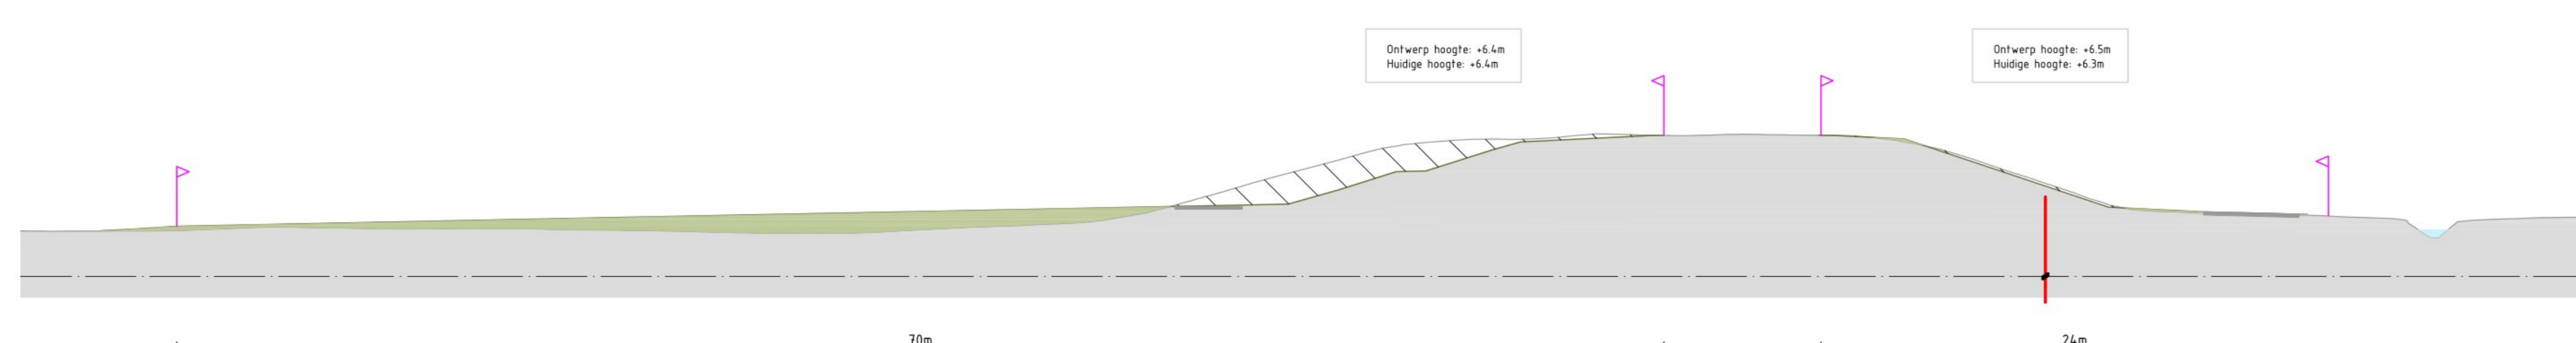 Ontwerp hoogte: +6.4m
Huidige hoogte: +6.4m
Ontwerp hoogte: +6.5m
Huidige hoogte: +6.3m
70m
24m